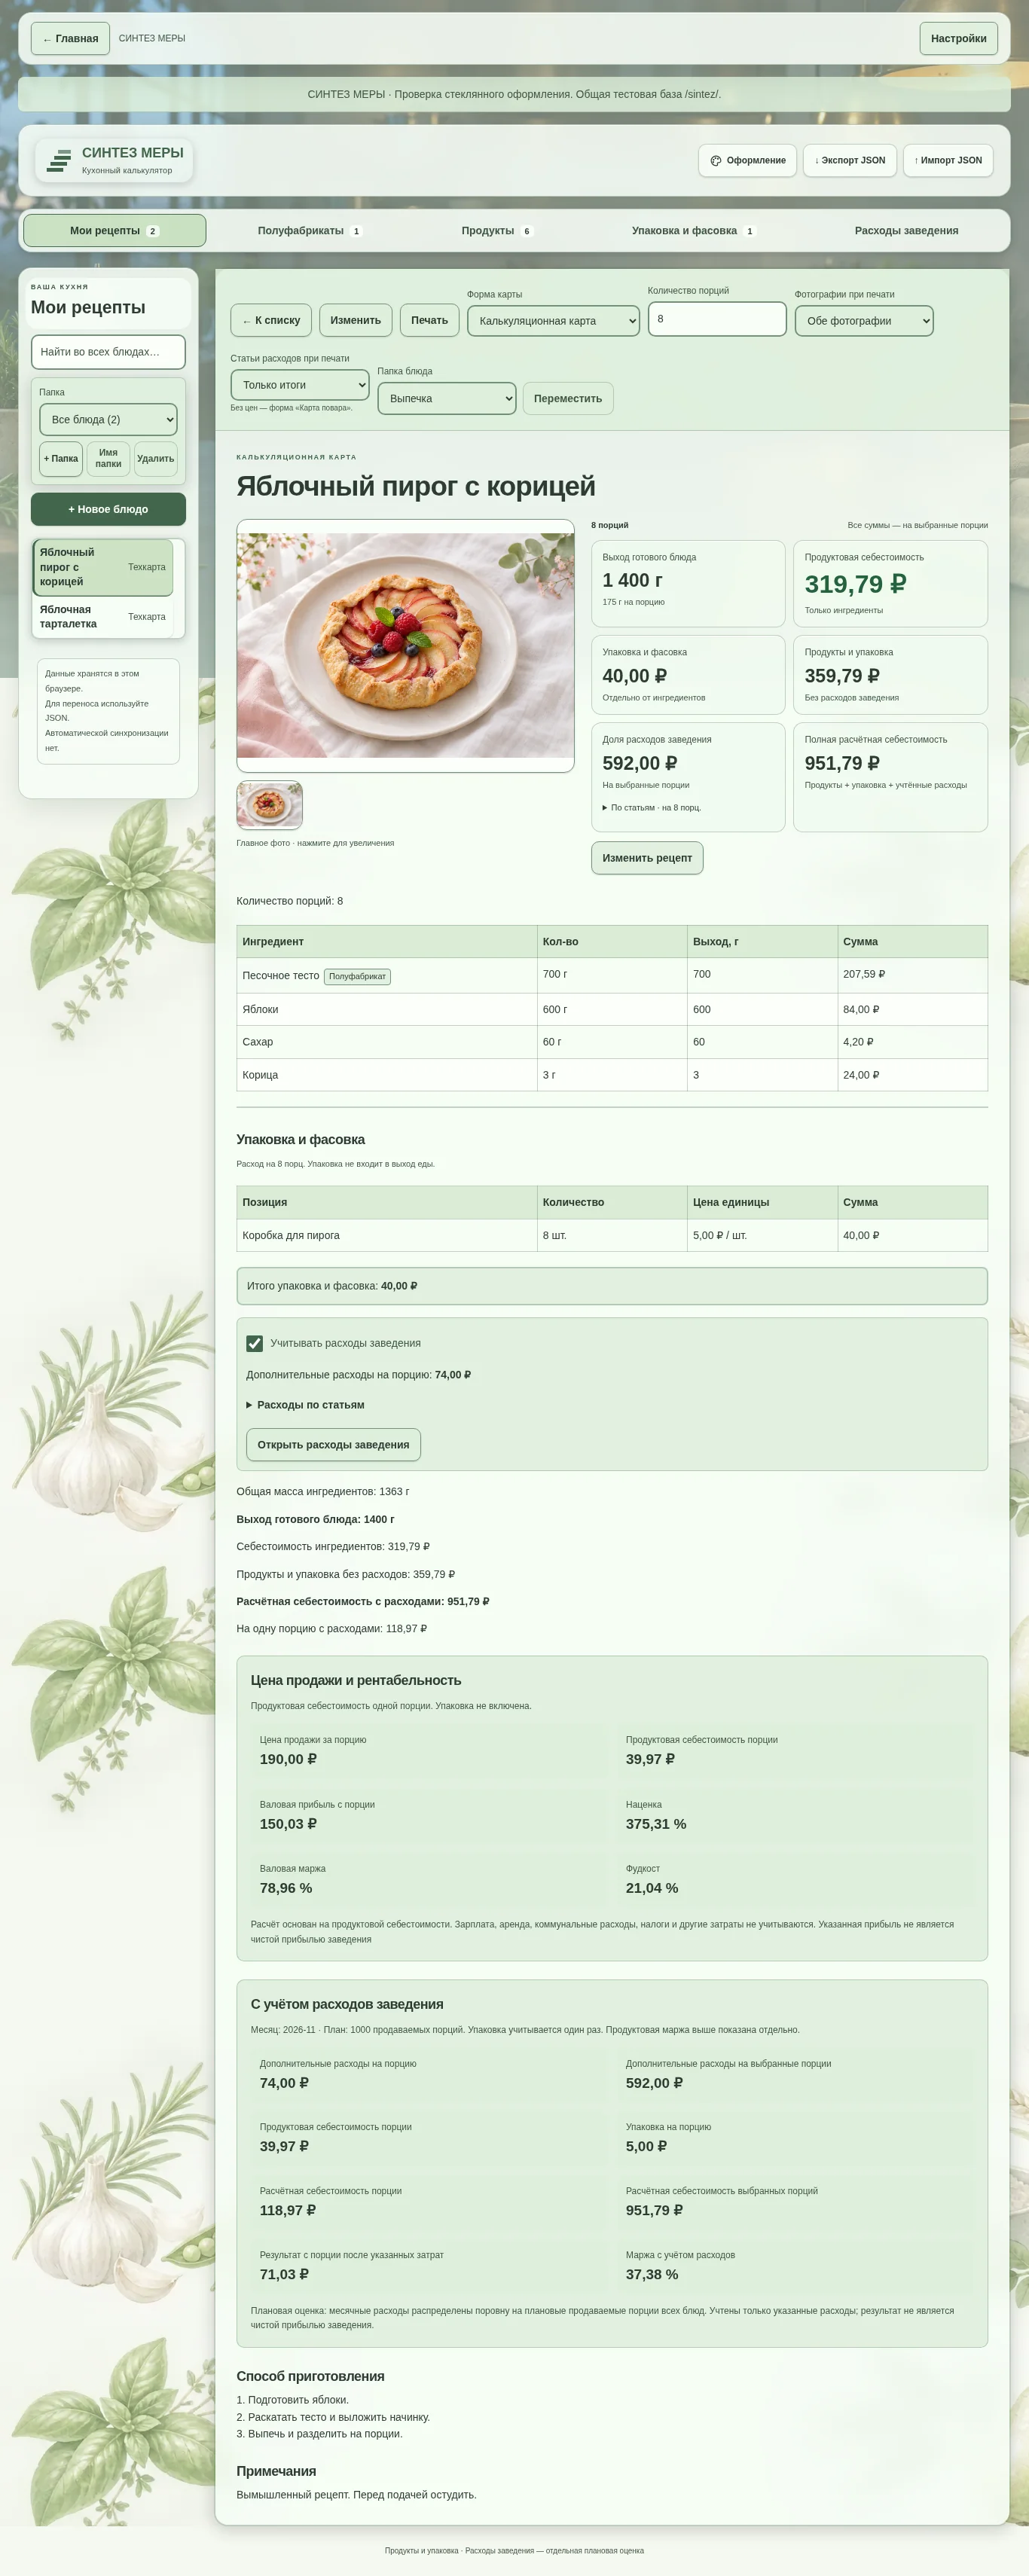 ← Главная
СИНТЕЗ МЕРЫ
Настройки
СИНТЕЗ МЕРЫ · Проверка стеклянного оформления. Общая тестовая база /sintez/.
СИНТЕЗ МЕРЫ
Кухонный калькулятор
Оформление
↓ Экспорт JSON
↑ Импорт JSON
Мои рецепты 2
Полуфабрикаты 1
Продукты 6
Упаковка и фасовка 1
Расходы заведения
ВАША КУХНЯ
Мои рецепты
Найти во всех блюдах…
Папка
Все блюда (2)
+ Папка
Имя
папки
Удалить
+ Новое блюдо
Яблочный
пирог с
корицей
Техкарта
Яблочная
тарталетка
Техкарта
Данные хранятся в этом
браузере.
Для переноса используйте
JSON.
Автоматической синхронизации
нет.
← К списку
Изменить
Печать
Форма карты
Калькуляционная карта
Количество порций
8
Фотографии при печати
Обе фотографии
Статьи расходов при печати
Только итоги
Без цен — форма «Карта повара».
Папка блюда
Выпечка
Переместить
КАЛЬКУЛЯЦИОННАЯ КАРТА
Яблочный пирог с корицей
Главное фото · нажмите для увеличения
8 порций
Все суммы — на выбранные порции
Выход готового блюда
1 400 г
175 г на порцию
Продуктовая себестоимость
319,79 ₽
Только ингредиенты
Упаковка и фасовка
40,00 ₽
Отдельно от ингредиентов
Продукты и упаковка
359,79 ₽
Без расходов заведения
Доля расходов заведения
592,00 ₽
На выбранные порции
▶ По статьям · на 8 порц.
Полная расчётная себестоимость
951,79 ₽
Продукты + упаковка + учтённые расходы
Изменить рецепт
Количество порций: 8
Ингредиент Кол-во Выход, г Сумма
Песочное тесто Полуфабрикат 700 г 700 207,59 ₽
Яблоки 600 г 600 84,00 ₽
Сахар 60 г 60 4,20 ₽
Корица 3 г 3 24,00 ₽
Упаковка и фасовка
Расход на 8 порц. Упаковка не входит в выход еды.
Позиция Количество Цена единицы Сумма
Коробка для пирога 8 шт. 5,00 ₽ / шт. 40,00 ₽
Итого упаковка и фасовка: 40,00 ₽
Учитывать расходы заведения
Дополнительные расходы на порцию: 74,00 ₽
▶ Расходы по статьям
Открыть расходы заведения
Общая масса ингредиентов: 1363 г
Выход готового блюда: 1400 г
Себестоимость ингредиентов: 319,79 ₽
Продукты и упаковка без расходов: 359,79 ₽
Расчётная себестоимость с расходами: 951,79 ₽
На одну порцию с расходами: 118,97 ₽
Цена продажи и рентабельность
Продуктовая себестоимость одной порции. Упаковка не включена.
Цена продажи за порцию
190,00 ₽
Продуктовая себестоимость порции
39,97 ₽
Валовая прибыль с порции
150,03 ₽
Наценка
375,31 %
Валовая маржа
78,96 %
Фудкост
21,04 %
Расчёт основан на продуктовой себестоимости. Зарплата, аренда, коммунальные расходы, налоги и другие затраты не учитываются. Указанная прибыль не является
чистой прибылью заведения
С учётом расходов заведения
Месяц: 2026-11 · План: 1000 продаваемых порций. Упаковка учитывается один раз. Продуктовая маржа выше показана отдельно.
Дополнительные расходы на порцию
74,00 ₽
Дополнительные расходы на выбранные порции
592,00 ₽
Продуктовая себестоимость порции
39,97 ₽
Упаковка на порцию
5,00 ₽
Расчётная себестоимость порции
118,97 ₽
Расчётная себестоимость выбранных порций
951,79 ₽
Результат с порции после указанных затрат
71,03 ₽
Маржа с учётом расходов
37,38 %
Плановая оценка: месячные расходы распределены поровну на плановые продаваемые порции всех блюд. Учтены только указанные расходы; результат не является
чистой прибылью заведения.
Способ приготовления
1. Подготовить яблоки.
2. Раскатать тесто и выложить начинку.
3. Выпечь и разделить на порции.
Примечания
Вымышленный рецепт. Перед подачей остудить.
Продукты и упаковка · Расходы заведения — отдельная плановая оценка